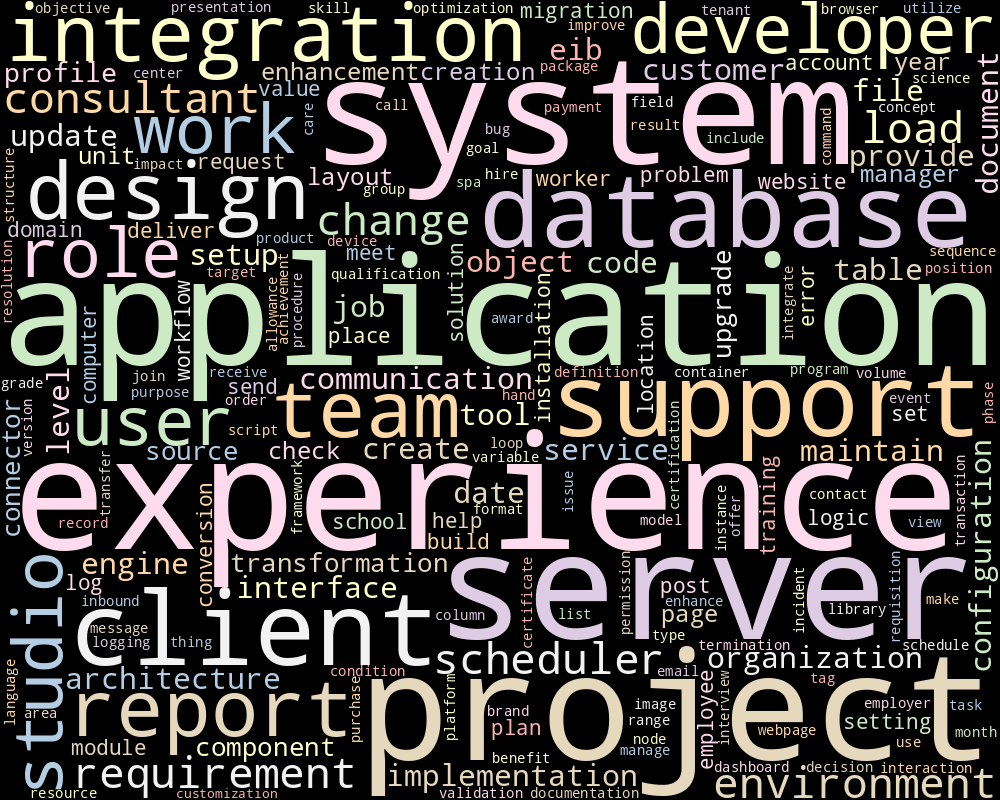 objective presentation skill optimization migration tenant browser utilize
integration developer
improve eib
profile center enhancement creation package customer account year
consultant value system file science document
work care call payment field concept
update bug result include command load
unit impact request goal provide
structure design layout group spa hire worker problem website manager
domain deliver change database
role product device meet sequence
resolution setup target qualification solution object code table position
application
allowance achievement procedure job place award installation upgrade integrate error
computer workflow location
grade join receive communication definition container program volume
level purpose send order hand support event phase
connector version user team tool set
script loop certification
source check create variable service maintain
experience
transfer framework date format issue model instance offer training contact logic view transaction configuration
record conversion school help build
engine transformation server
studio log interface certificate permission post enhance incident requisition make
inbound client column list page library
message logging thing type
scheduler termination schedule
language architecture condition email organization
area report purchase platform project employee interview tag employer task
brand image range setting month
plan node webpage use
module component benefit manage
requirement implementation dashboard decision interaction
resource customization validation documentation environment